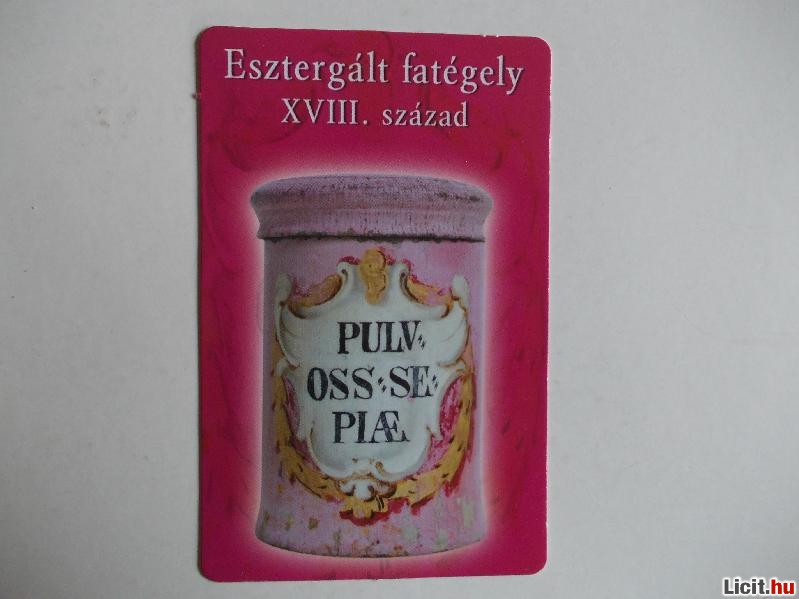 Esztergált fatégely
XVIII. század
PULV:
OSS:SE:
PIÆ
Licit.hu